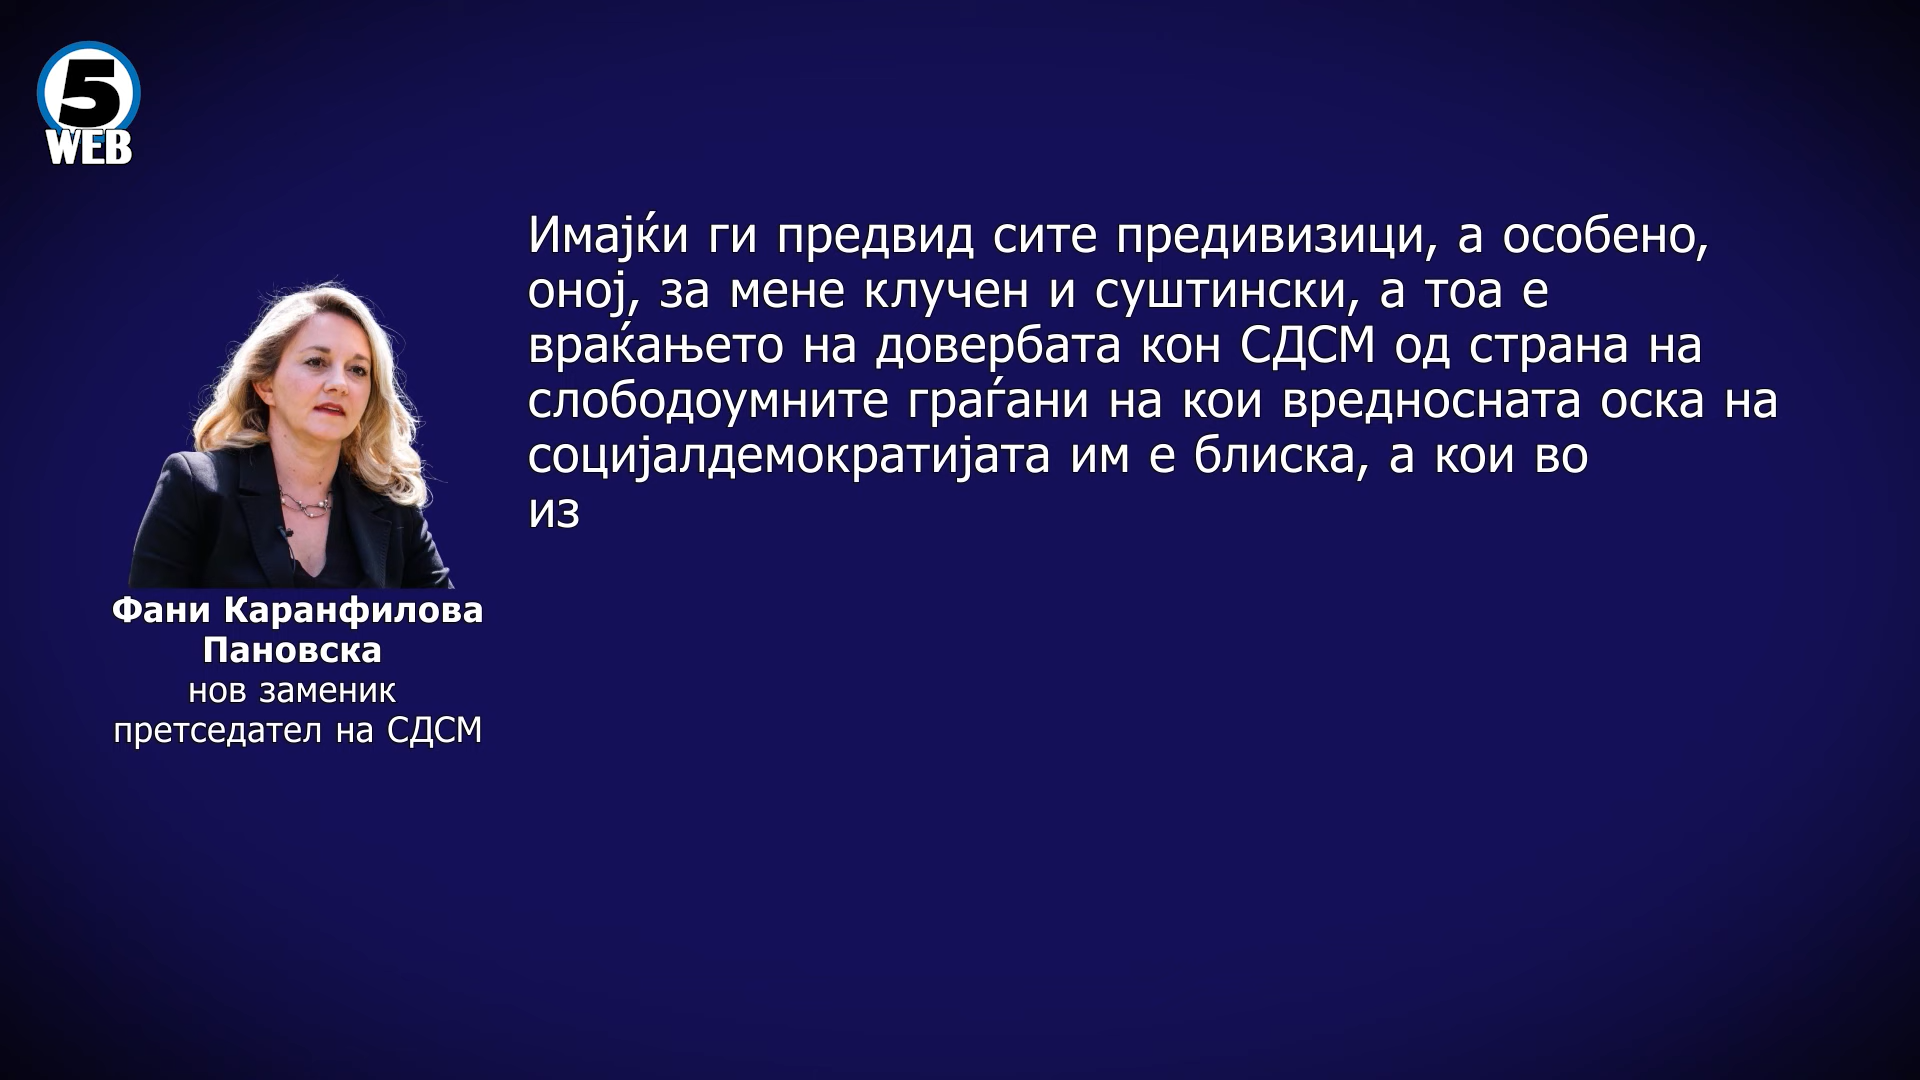 5
WEB
Имајќи ги предвид сите предивизици, а особено,
оној, за мене клучен и суштински, а тоа е
враќањето на довербата кон СДСМ од страна на
слободоумните граѓани на кои вредносната оска на
социјалдемократијата им е блиска, а кои во
из
Фани Каранфилова
Пановска
нов заменик
претседател на СДСМ